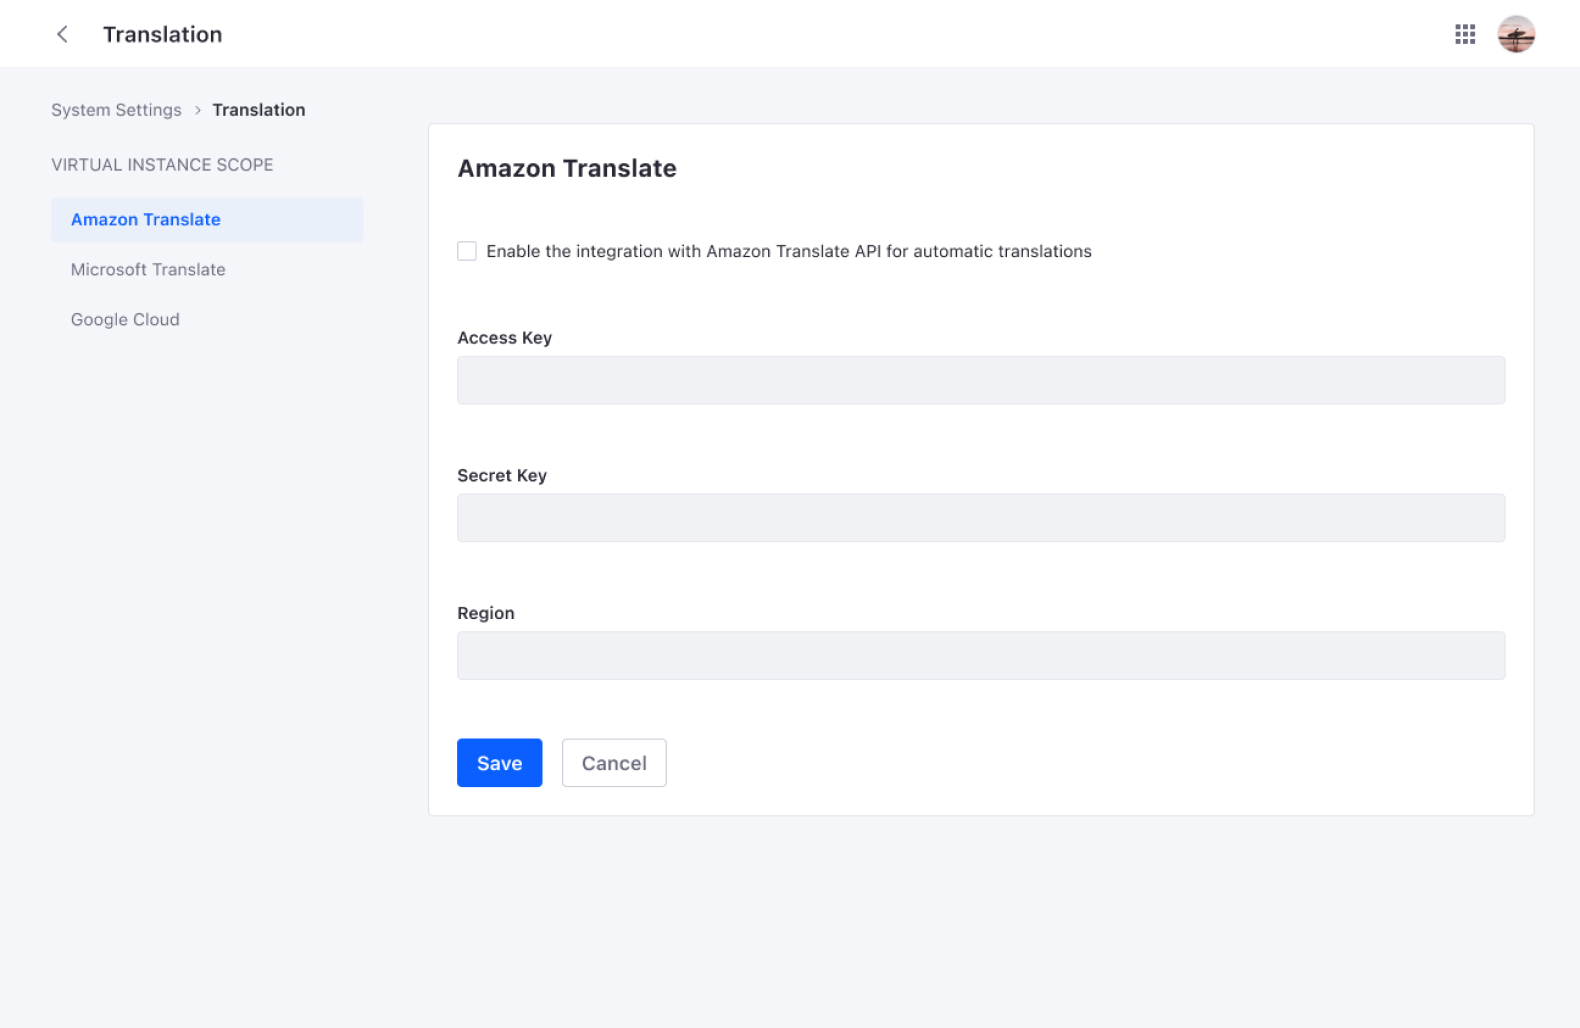 Translation
System Settings > Translation
VIRTUAL INSTANCE SCOPE
Amazon Translate
Microsoft Translate
Google Cloud
Amazon Translate
Enable the integration with Amazon Translate API for automatic translations
Access Key
Secret Key
Region
Save
Cancel